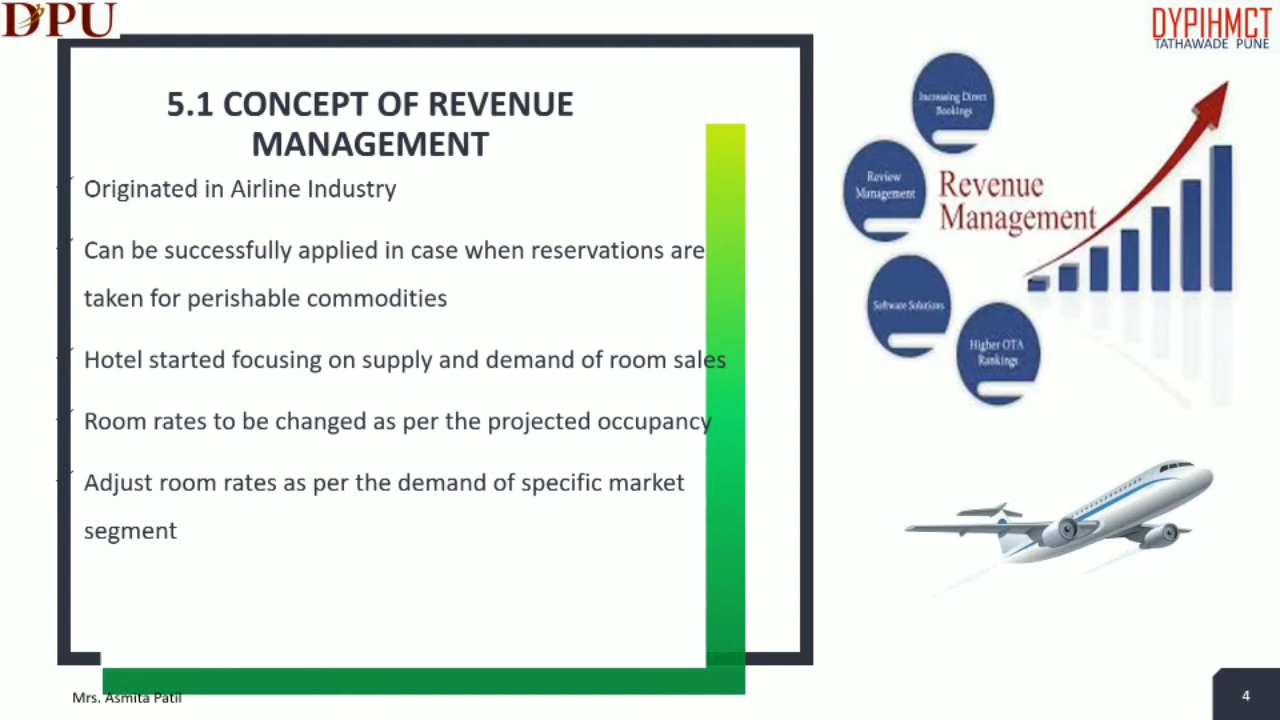 DPU
DYPIHMCT
TATHAWADE PUNE
5.1 CONCEPT OF REVENUE
MANAGEMENT
Originated in Airline Industry
Can be successfully applied in case when reservations are
taken for perishable commodities
Hotel started focusing on supply and demand of room sales
Room rates to be changed as per the projected occupancy
Adjust room rates as per the demand of specific market
segment
Increasing Direct
Bookings
Review
Management
Revenue
Management
Software Solutions
Higher OTA
Rankings
Mrs. Asmita Patil
4